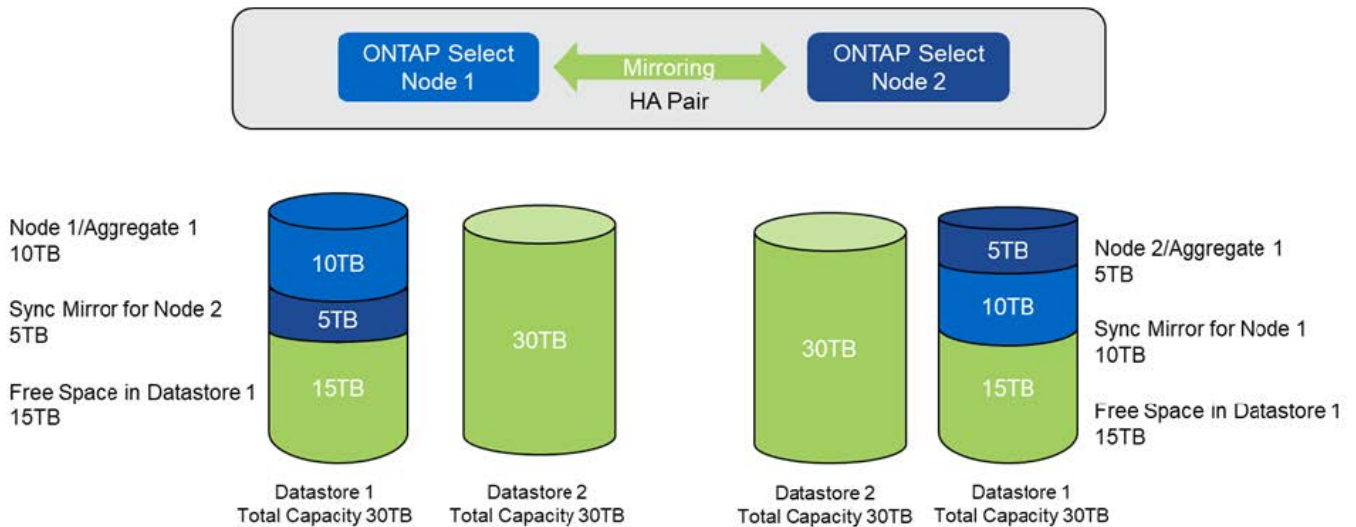 ONTAP Select
Node 1
Mirroring
HA Pair
ONTAP Select
Node 2
Node 1/Aggregate 1
10TB
Sync Mirror for Node 2
5TB
Free Space in Datastore 1
15TB
10TB
5TB
15TB
Datastore 1
Total Capacity 30TB
30TB
Datastore 2
Total Capacity 30TB
30TB
Datastore 2
Total Capacity 30TB
5TB
10TB
15TB
Datastore 1
Total Capacity 30TB
Node 2/Aggregate 1
5TB
Sync Mirror for Node 1
10TB
Free Space in Datastore 1
15TB